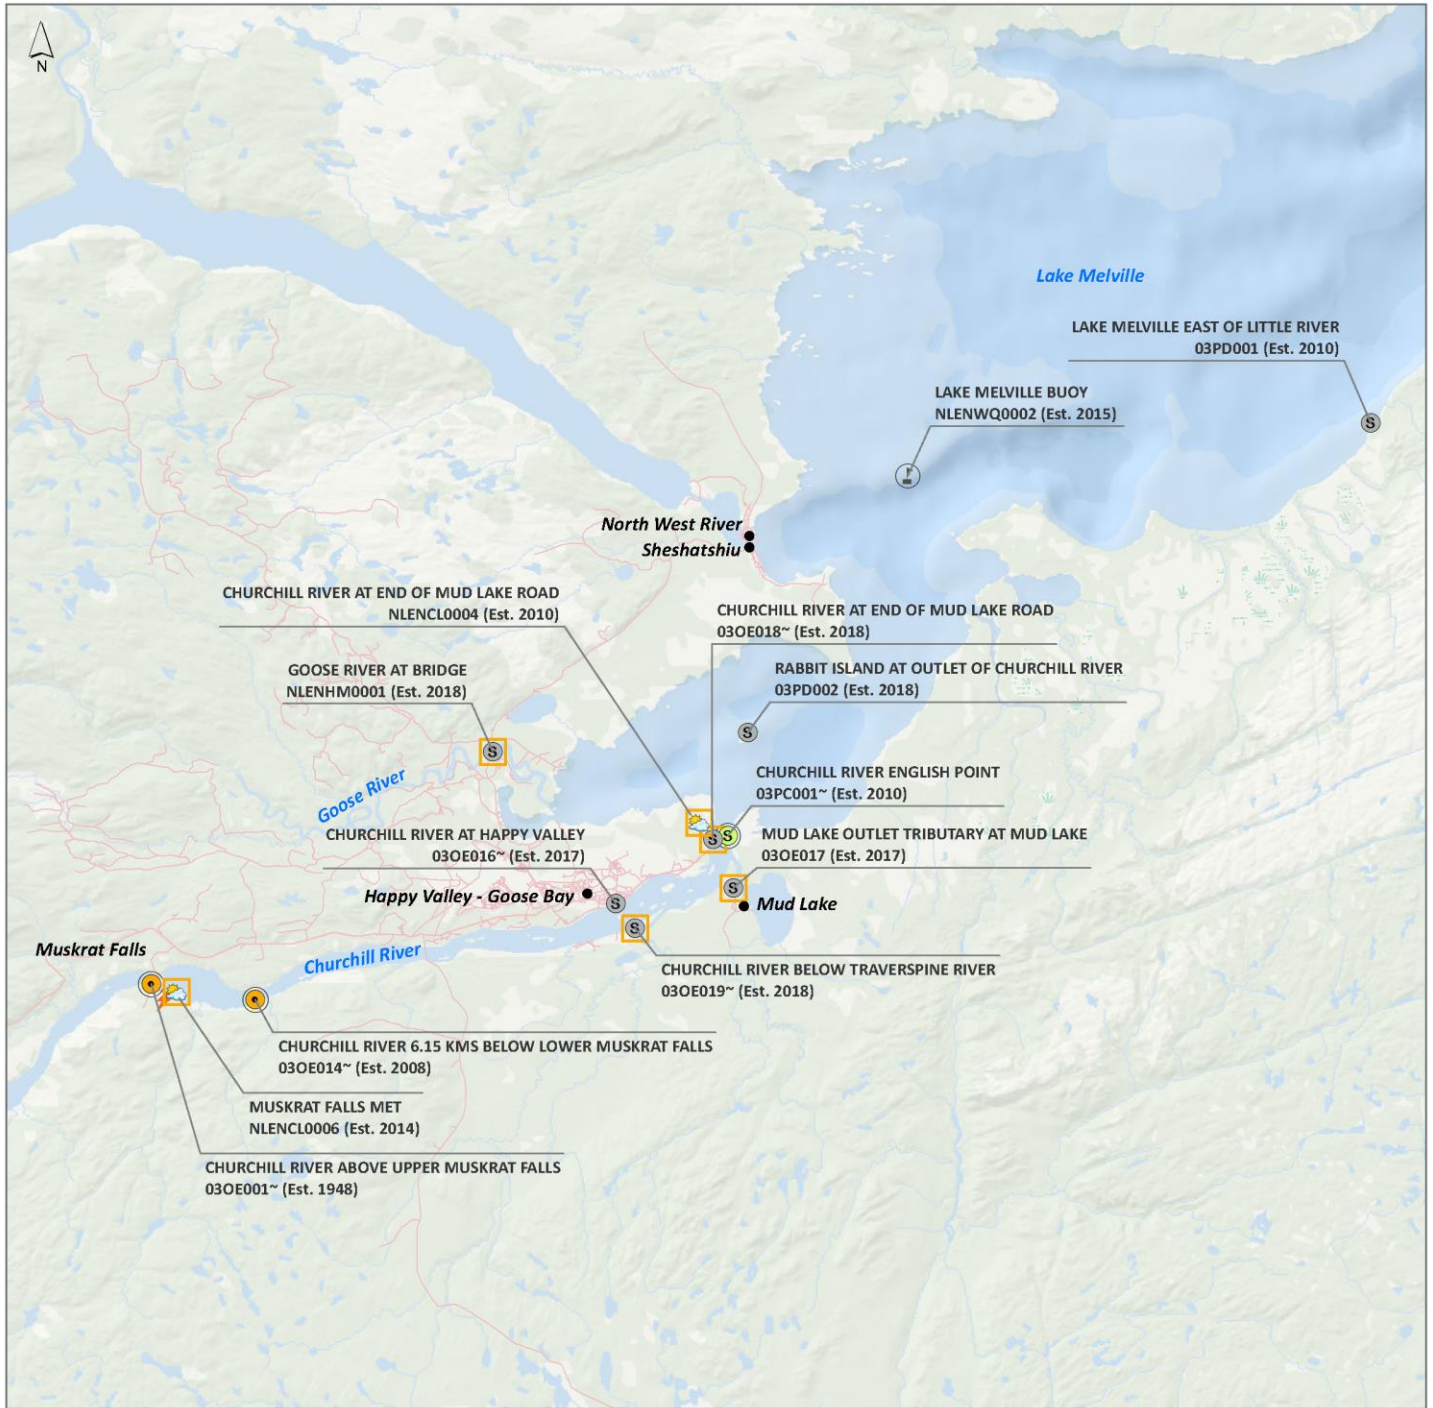 N
Lake Melville
LAKE MELVILLE EAST OF LITTLE RIVER
03PD001 (Est. 2010)
LAKE MELVILLE BUOY
NLENWQ0002 (Est. 2015)
S
North West River
Sheshatshiu
CHURCHILL RIVER AT END OF MUD LAKE ROAD
NLENCL0004 (Est. 2010)
CHURCHILL RIVER AT END OF MUD LAKE ROAD
03OE018~ (Est. 2018)
GOOSE RIVER AT BRIDGE
NLENHM0001 (Est. 2018)
RABBIT ISLAND AT OUTLET OF CHURCHILL RIVER
03PD002 (Est. 2018)
S
S
Goose River
CHURCHILL RIVER ENGLISH POINT
03PC001~ (Est. 2010)
CHURCHILL RIVER AT HAPPY VALLEY
03OE016~ (Est. 2017)
S
S
MUD LAKE OUTLET TRIBUTARY AT MUD LAKE
03OE017 (Est. 2017)
S
Happy Valley - Goose Bay
S
Mud Lake
S
Muskrat Falls
Churchill River
CHURCHILL RIVER BELOW TRAVERSPINE RIVER
03OE019~ (Est. 2018)
CHURCHILL RIVER 6.15 KMS BELOW LOWER MUSKRAT FALLS
03OE014~ (Est. 2008)
MUSKRAT FALLS MET
NLENCL0006 (Est. 2014)
CHURCHILL RIVER ABOVE UPPER MUSKRAT FALLS
03OE001~ (Est. 1948)